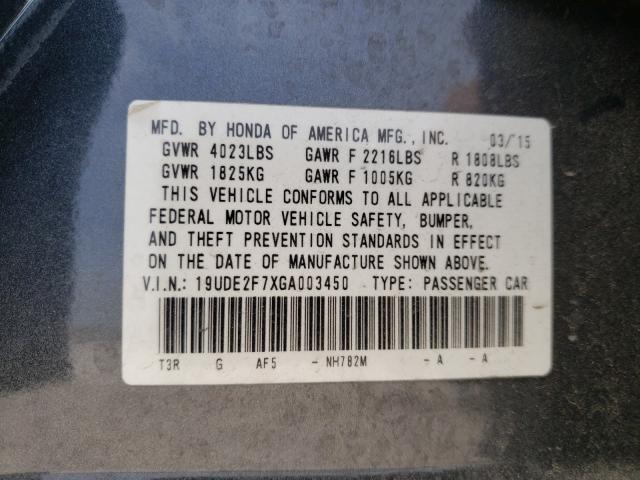 MFD. BY HONDA OF AMERICA MFG., INC. 03/'15
GVWR 4023LBS GAWR F 2216LBS R 1808LBS
GVWR 1825KG GAWR F 1005KG R 820KG
THIS VEHICLE CONFORMS TO ALL APPLICABLE
FEDERAL MOTOR VEHICLE SAFETY, BUMPER,
AND THEFT PREVENTION STANDARDS IN EFFECT
ON THE DATE OF MANUFACTURE SHOWN ABOVE.
V.I.N.: 19UDE2F7XGA003450 TYPE: PASSENGER CAR
T3R G AF5 - NH782M - A - A